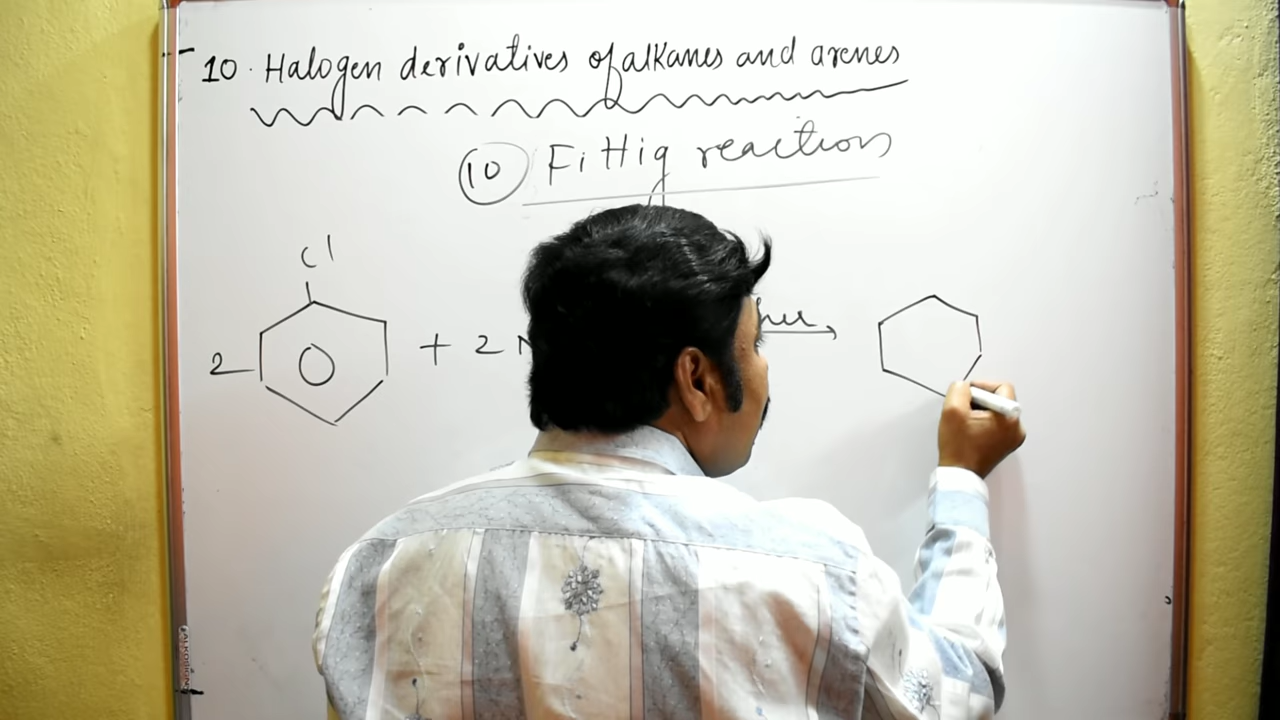 10. Halogen derivatives of alkanes and arenes
10 Fittig reaction
Cl
2 + 2